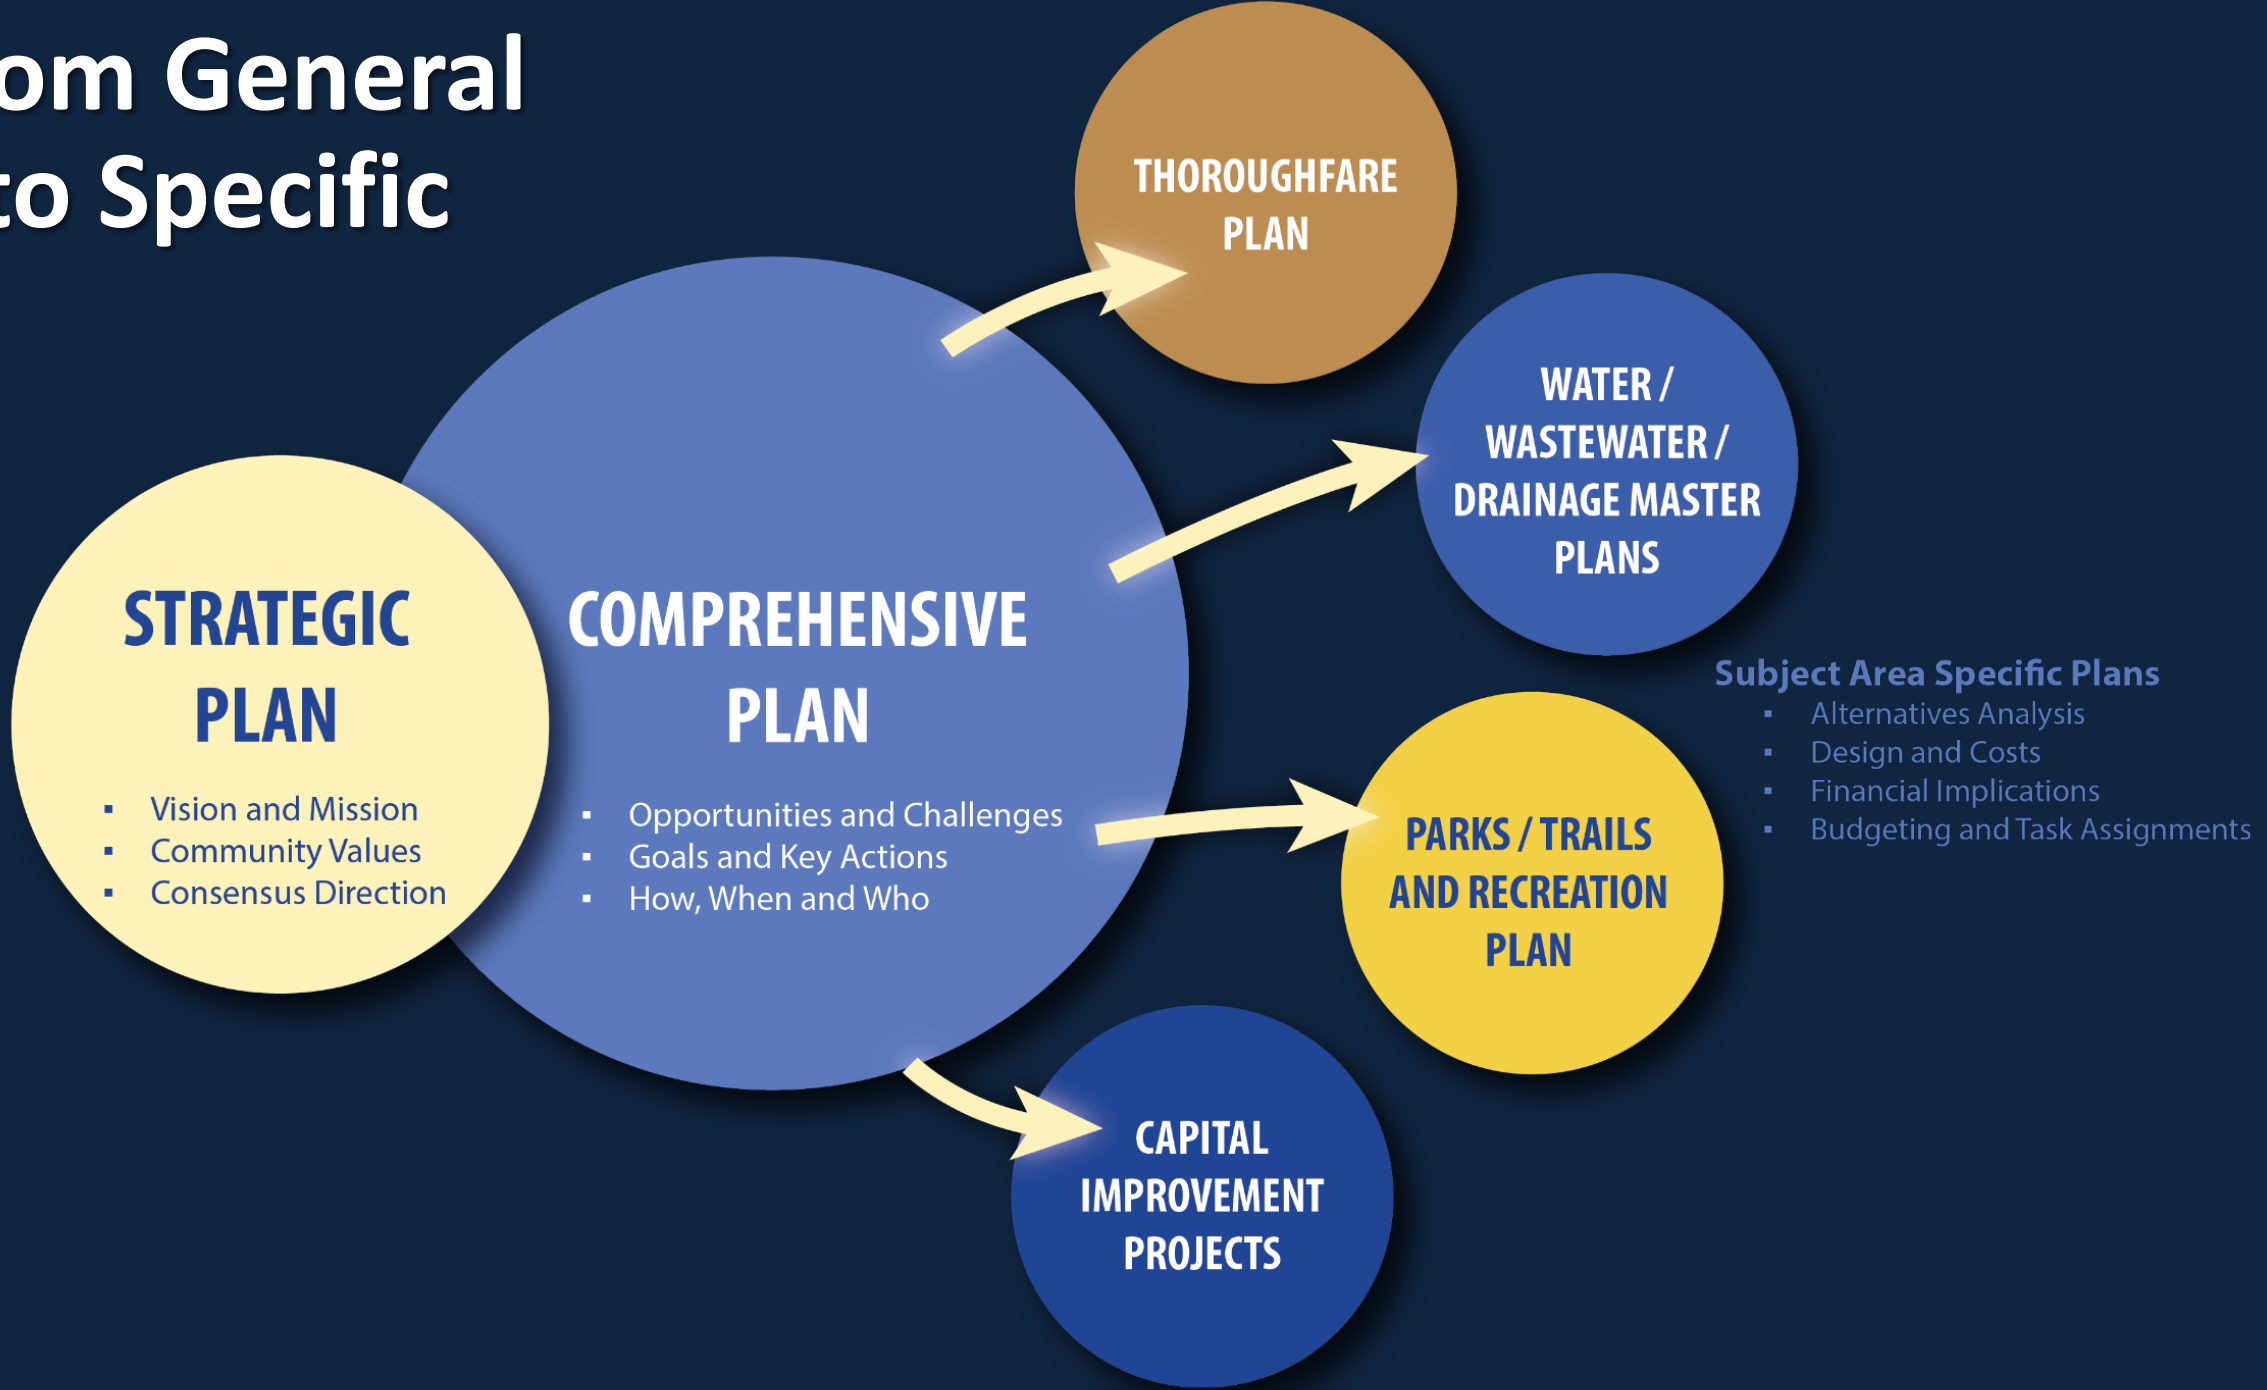 om General
to Specific
THOROUGHFARE
PLAN
WATER /
WASTEWATER /
DRAINAGE MASTER
PLANS
STRATEGIC
PLAN
▪ Vision and Mission
▪ Community Values
▪ Consensus Direction
COMPREHENSIVE
PLAN
▪ Opportunities and Challenges
▪ Goals and Key Actions
▪ How, When and Who
Subject Area Specific Plans
▪ Alternatives Analysis
▪ Design and Costs
▪ Financial Implications
▪ Budgeting and Task Assignments
PARKS / TRAILS
AND RECREATION
PLAN
CAPITAL
IMPROVEMENT
PROJECTS